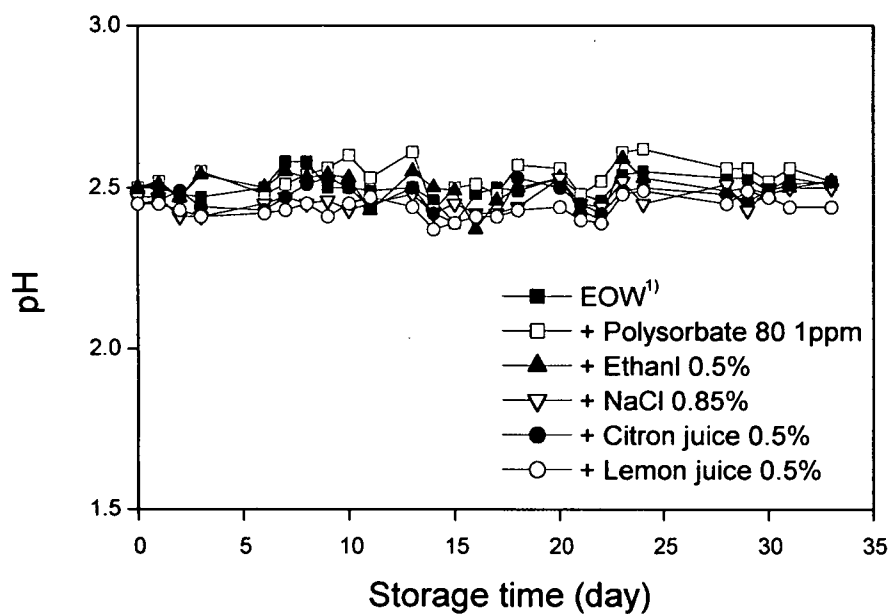 3.0
2.5
2.0
1.5
pH
0 5 10 15 20 25 30 35
Storage time (day)
EOW1)
+ Polysorbate 80 1ppm
+ Ethanl 0.5%
+ NaCl 0.85%
+ Citron juice 0.5%
+ Lemon juice 0.5%